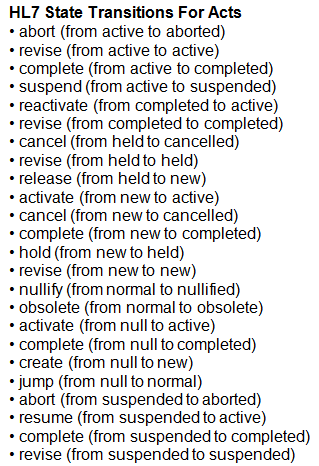 HL7 State Transitions For Acts
• abort (from active to aborted)
• revise (from active to active)
• complete (from active to completed)
• suspend (from active to suspended)
• reactivate (from completed to active)
• revise (from completed to completed)
• cancel (from held to cancelled)
• revise (from held to held)
• release (from held to new)
• activate (from new to active)
• cancel (from new to cancelled)
• complete (from new to completed)
• hold (from new to held)
• revise (from new to new)
• nullify (from normal to nullified)
• obsolete (from normal to obsolete)
• activate (from null to active)
• complete (from null to completed)
• create (from null to new)
• jump (from null to normal)
• abort (from suspended to aborted)
• resume (from suspended to active)
• complete (from suspended to completed)
• revise (from suspended to suspended)